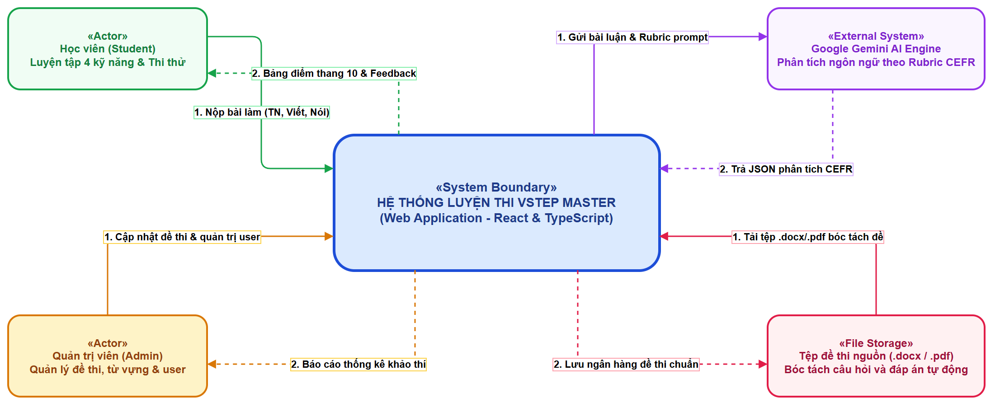 «Actor»
Học viên (Student)
Luyện tập 4 kỹ năng & Thi thử
1. Gửi bài luận & Rubric prompt
«External System»
Google Gemini AI Engine
Phân tích ngôn ngữ theo Rubric CEFR
2. Bảng điểm thang 10 & Feedback
1. Nộp bài làm (TN, Viết, Nói)
2. Trả JSON phân tích CEFR
«System Boundary»
HỆ THỐNG LUYỆN THI VSTEP MASTER
(Web Application - React & TypeScript)
1. Cập nhật đề thi & quản trị user
1. Tải tệp .docx/.pdf bóc tách đề
«Actor»
Quản trị viên (Admin)
Quản lý đề thi, từ vựng & user
2. Báo cáo thống kê khảo thí
2. Lưu ngân hàng đề thi chuẩn
«File Storage»
Tệp đề thi nguồn (.docx / .pdf)
Bóc tách câu hỏi và đáp án tự động